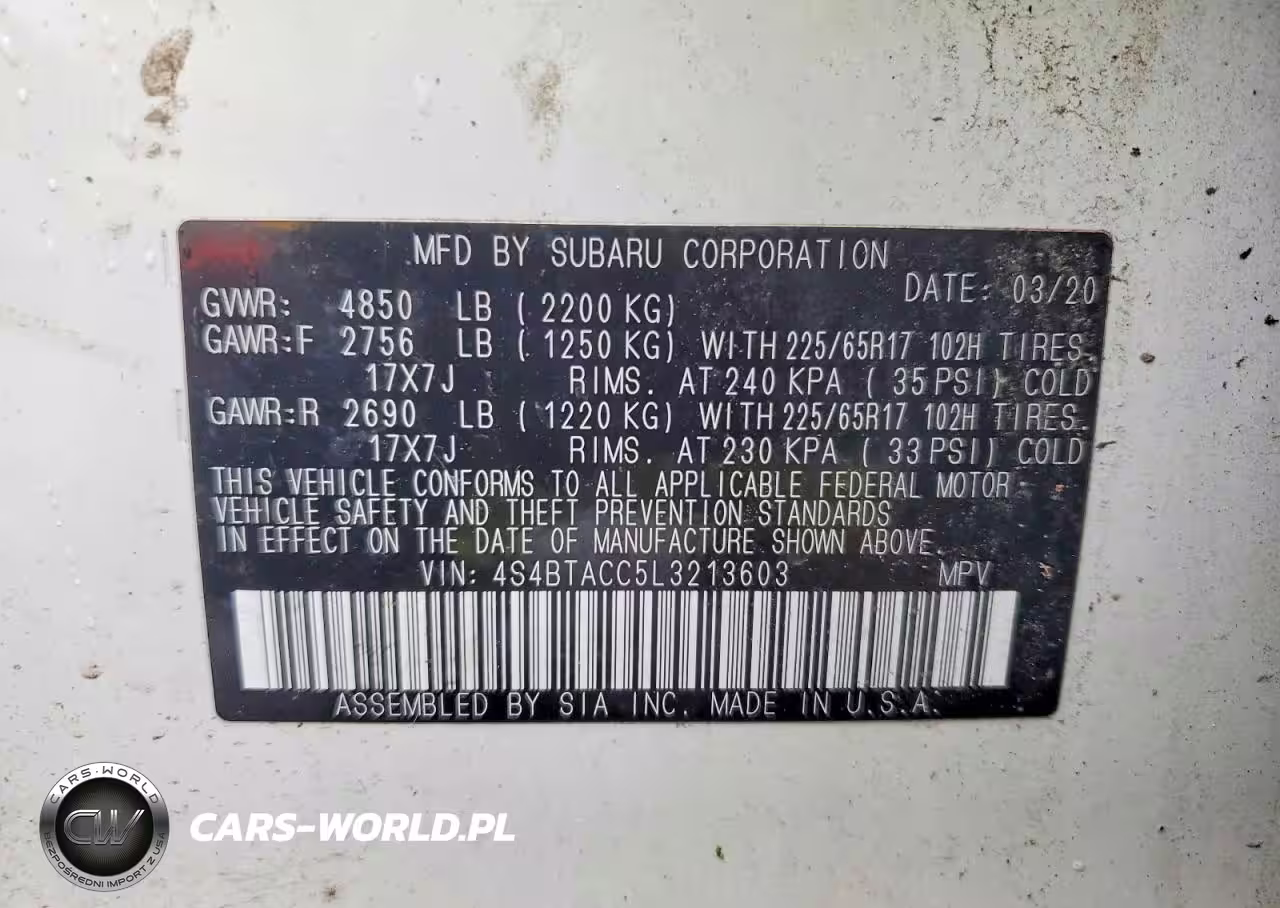 MFD BY SUBARU CORPORATION
DATE: 03/20
GVWR: 4850 LB ( 2200 KG)
GAWR:F 2756 LB ( 1250 KG) WITH 225/65R17 102H TIRES.
17X7J RIMS. AT 240 KPA ( 35 PSI) COLD
GAWR:R 2690 LB ( 1220 KG) WITH 225/65R17 102H TIRES.
17X7J RIMS. AT 230 KPA ( 33 PSI) COLD
THIS VEHICLE CONFORMS TO ALL APPLICABLE FEDERAL MOTOR
VEHICLE SAFETY AND THEFT PREVENTION STANDARDS
IN EFFECT ON THE DATE OF MANUFACTURE SHOWN ABOVE.
VIN: 4S4BTACC5L3213603 MPV
ASSEMBLED BY SIA INC. MADE IN U.S.A.
CARS-WORLD
CW
BEZPOŚREDNI IMPORT Z USA
CARS-WORLD.PL